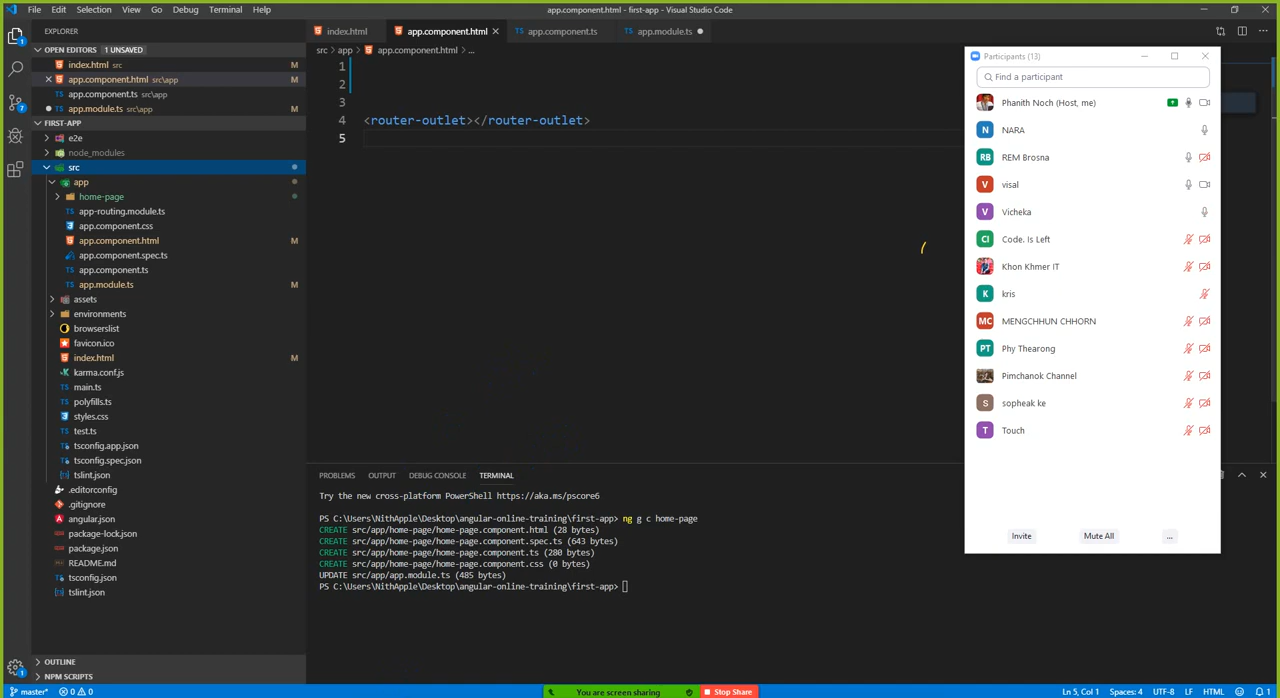 File Edit Selection View Go Debug Terminal Help
app.component.html - first-app - Visual Studio Code
EXPLORER
OPEN EDITORS 1 UNSAVED
index.html src M
app.component.html src\app M
app.component.ts src\app
app.module.ts src\app M
FIRST-APP
e2e
node_modules
src
app
home-page
app-routing.module.ts
app.component.css
app.component.html M
app.component.spec.ts
app.component.ts
app.module.ts M
assets
environments
browserslist
favicon.ico
index.html M
karma.conf.js
main.ts
polyfills.ts
styles.css
test.ts
tsconfig.app.json
tsconfig.spec.json
tslint.json
.editorconfig
.gitignore
angular.json
package-lock.json
package.json
README.md
tsconfig.json
tslint.json
OUTLINE
NPM SCRIPTS
index.html
app.component.html
app.component.ts
app.module.ts
src > app > app.component.html > ...
1
2
3
4 <router-outlet></router-outlet>
5
Participants (13)
Find a participant
Phanith Noch (Host, me)
N NARA
RB REM Brosna
V visal
V Vicheka
CI Code. Is Left
Khon Khmer IT
K kris
MC MENGCHHUN CHHORN
PT Phy Thearong
Pimchanok Channel
S sopheak ke
T Touch
Invite Mute All ...
PROBLEMS OUTPUT DEBUG CONSOLE TERMINAL
Try the new cross-platform PowerShell https://aka.ms/pscore6
PS C:\Users\NithApple\Desktop\angular-online-training\first-app> ng g c home-page
CREATE src/app/home-page/home-page.component.html (28 bytes)
CREATE src/app/home-page/home-page.component.spec.ts (643 bytes)
CREATE src/app/home-page/home-page.component.ts (280 bytes)
CREATE src/app/home-page/home-page.component.css (0 bytes)
UPDATE src/app/app.module.ts (485 bytes)
PS C:\Users\NithApple\Desktop\angular-online-training\first-app>
master* 0 0
You are screen sharing Stop Share
Ln 5, Col 1 Spaces: 4 UTF-8 LF HTML 1